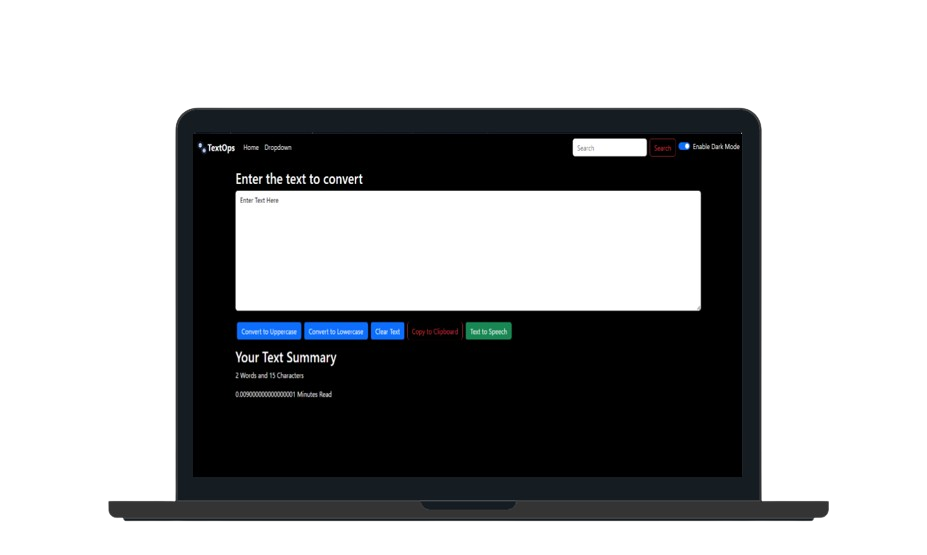 TextOps Home Dropdown Search Search Enable Dark Mode
Enter the text to convert
Enter Text Here
Convert to Uppercase Convert to Lowercase Clear Text Copy to Clipboard Text to Speech
Your Text Summary
2 Words and 15 Characters
0.009000000000000001 Minutes Read